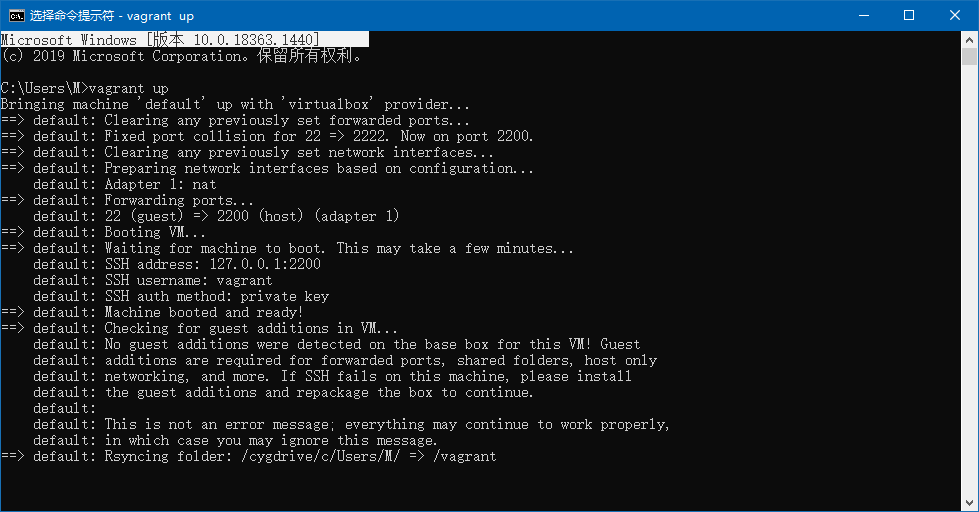 选择命令提示符 - vagrant  up
Microsoft Windows [版本 10.0.18363.1440]
(c) 2019 Microsoft Corporation。保留所有权利。
C:\Users\M>vagrant up
Bringing machine 'default' up with 'virtualbox' provider...
==> default: Clearing any previously set forwarded ports...
==> default: Fixed port collision for 22 => 2222. Now on port 2200.
==> default: Clearing any previously set network interfaces...
==> default: Preparing network interfaces based on configuration...
    default: Adapter 1: nat
==> default: Forwarding ports...
    default: 22 (guest) => 2200 (host) (adapter 1)
==> default: Booting VM...
==> default: Waiting for machine to boot. This may take a few minutes...
    default: SSH address: 127.0.0.1:2200
    default: SSH username: vagrant
    default: SSH auth method: private key
==> default: Machine booted and ready!
==> default: Checking for guest additions in VM...
    default: No guest additions were detected on the base box for this VM! Guest
    default: additions are required for forwarded ports, shared folders, host only
    default: networking, and more. If SSH fails on this machine, please install
    default: the guest additions and repackage the box to continue.
    default:
    default: This is not an error message; everything may continue to work properly,
    default: in which case you may ignore this message.
==> default: Rsyncing folder: /cygdrive/c/Users/M/ => /vagrant